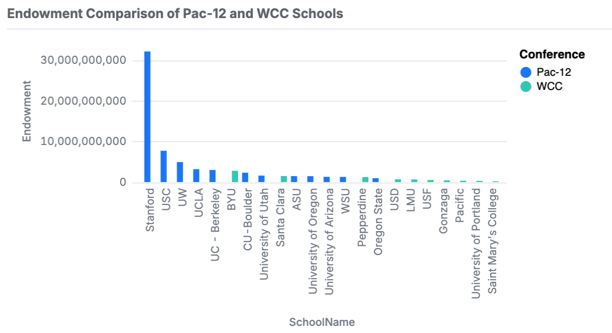 Endowment Comparison of Pac-12 and WCC Schools
Conference
Pac-12
WCC
Endowment
30,000,000,000
20,000,000,000
10,000,000,000
0
Stanford
USC
UW
UCLA
UC - Berkeley
BYU
CU-Boulder
University of Utah
Santa Clara
ASU
University of Oregon
University of Arizona
WSU
Pepperdine
Oregon State
USD
LMU
USF
Gonzaga
Pacific
University of Portland
Saint Mary's College
SchoolName